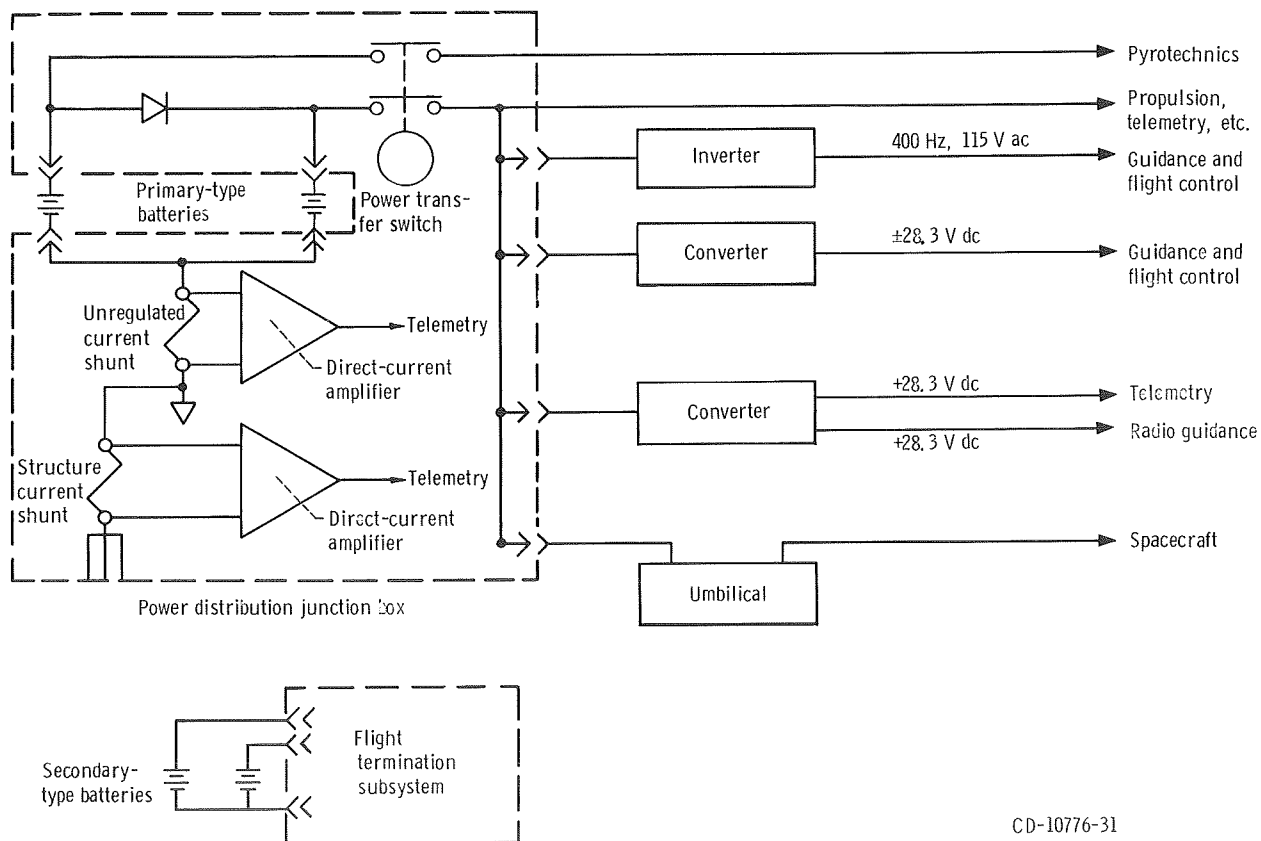 Pyrotechnics
Propulsion,
telemetry, etc.
Inverter
400 Hz, 115 V ac
Guidance and
flight control
Primary-type
batteries
Power trans-
fer switch
Converter
±28.3 V dc
Guidance and
flight control
Unregulated
current
shunt
Telemetry
Direct-current
amplifier
Converter
+28.3 V dc
Telemetry
+28.3 V dc
Radio guidance
Structure
current
shunt
Telemetry
Direct-current
amplifier
Spacecraft
Umbilical
Power distribution junction box
Flight
termination
subsystem
Secondary-
type batteries
CD-10776-31